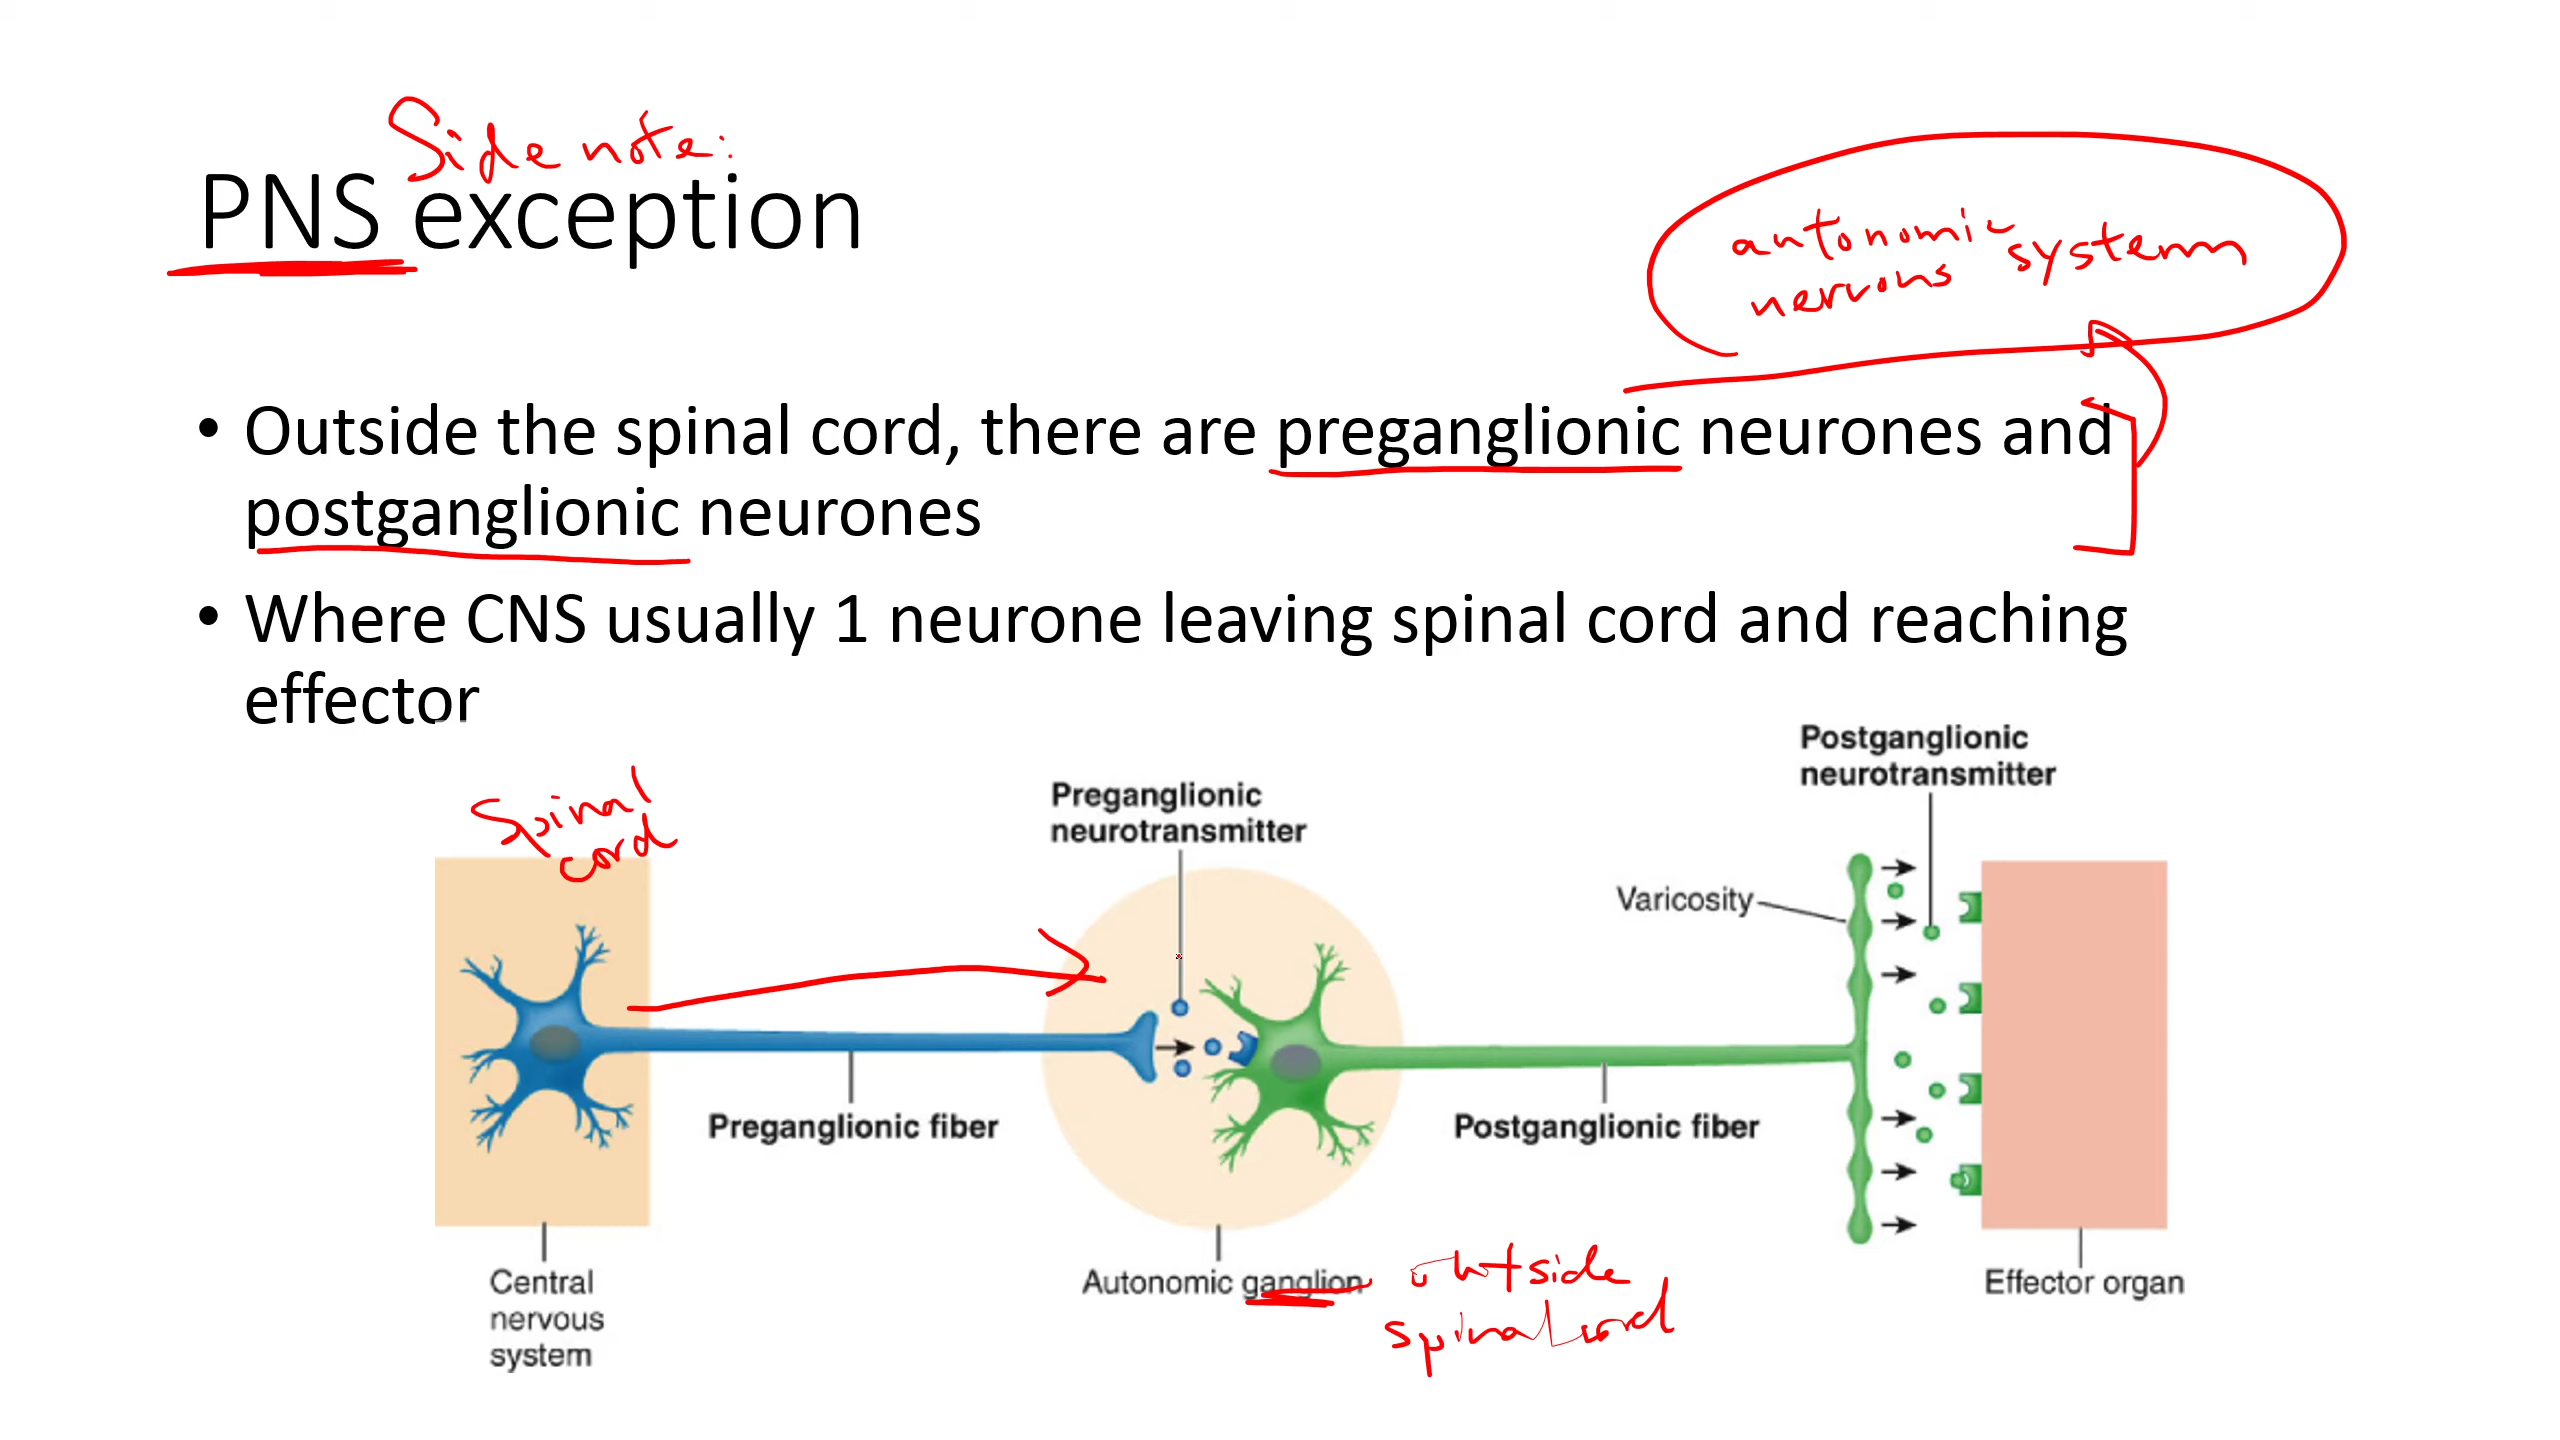 Side note:
PNS exception
autonomic
nervous system
• Outside the spinal cord, there are preganglionic neurones and
postganglionic neurones
• Where CNS usually 1 neurone leaving spinal cord and reaching
effector
Spinal
cord
Preganglionic
neurotransmitter
Postganglionic
neurotransmitter
Varicosity
Preganglionic fiber
Postganglionic fiber
Central
nervous
system
Autonomic ganglion
outside
spinal cord
Effector organ